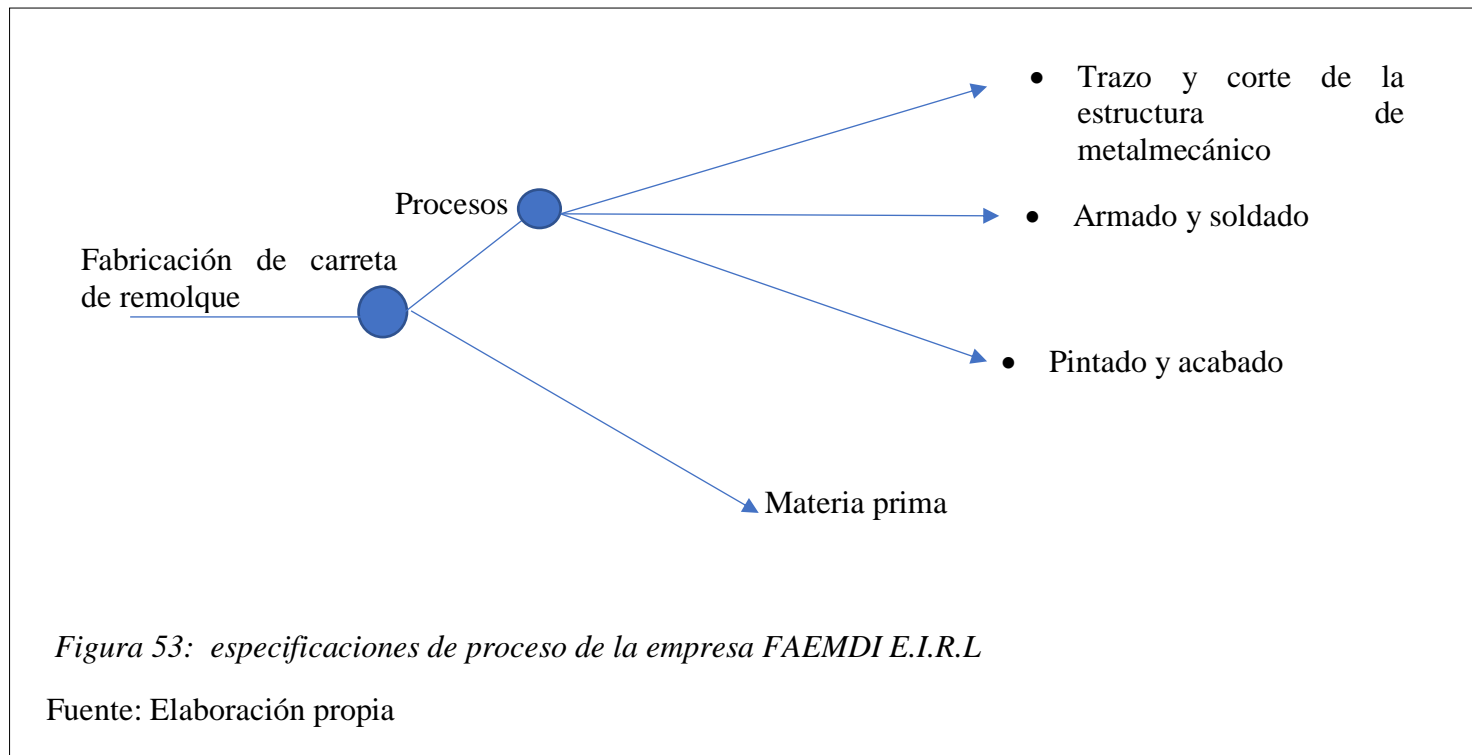 • Trazo y corte de la
estructura de
metalmecánico
Procesos
• Armado y soldado
Fabricación de carreta
de remolque
• Pintado y acabado
Materia prima
Figura 53: especificaciones de proceso de la empresa FAEMDI E.I.R.L
Fuente: Elaboración propia